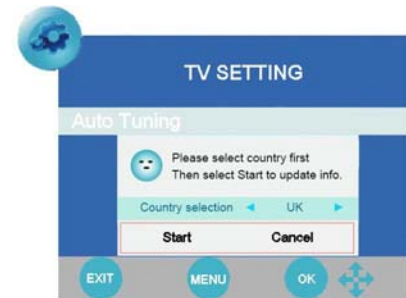 TV SETTING
Auto Tuning
Please select country first
Then select Start to update info.
Country selection UK
Start Cancel
EXIT MENU OK